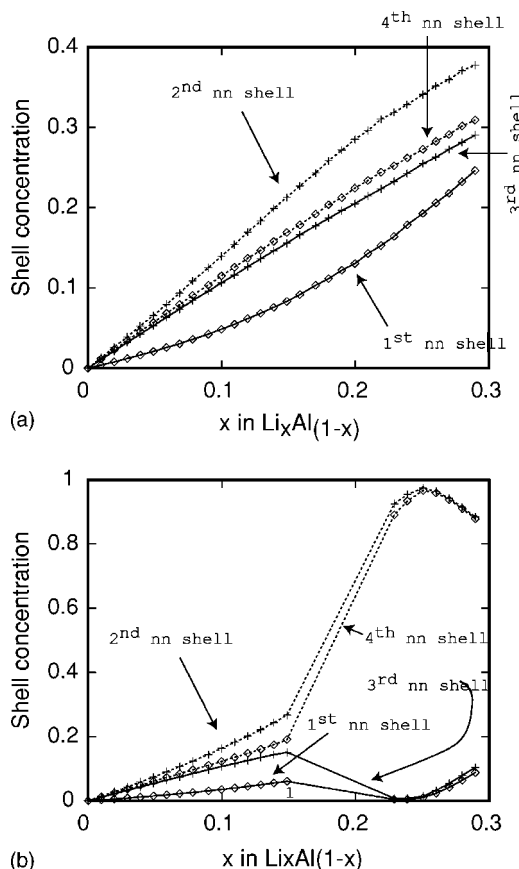 0.4
0.3
0.2
0.1
0
Shell concentration
2nd nn shell
4th nn shell
3rd nn shell
1st nn shell
0 0.1 0.2 0.3
x in LixAl(1-x)
(a)
1
0.8
0.6
0.4
0.2
0
Shell concentration
2nd nn shell
4th nn shell
3rd nn shell
1st nn shell
1
0 0.1 0.2 0.3
x in LixAl(1-x)
(b)